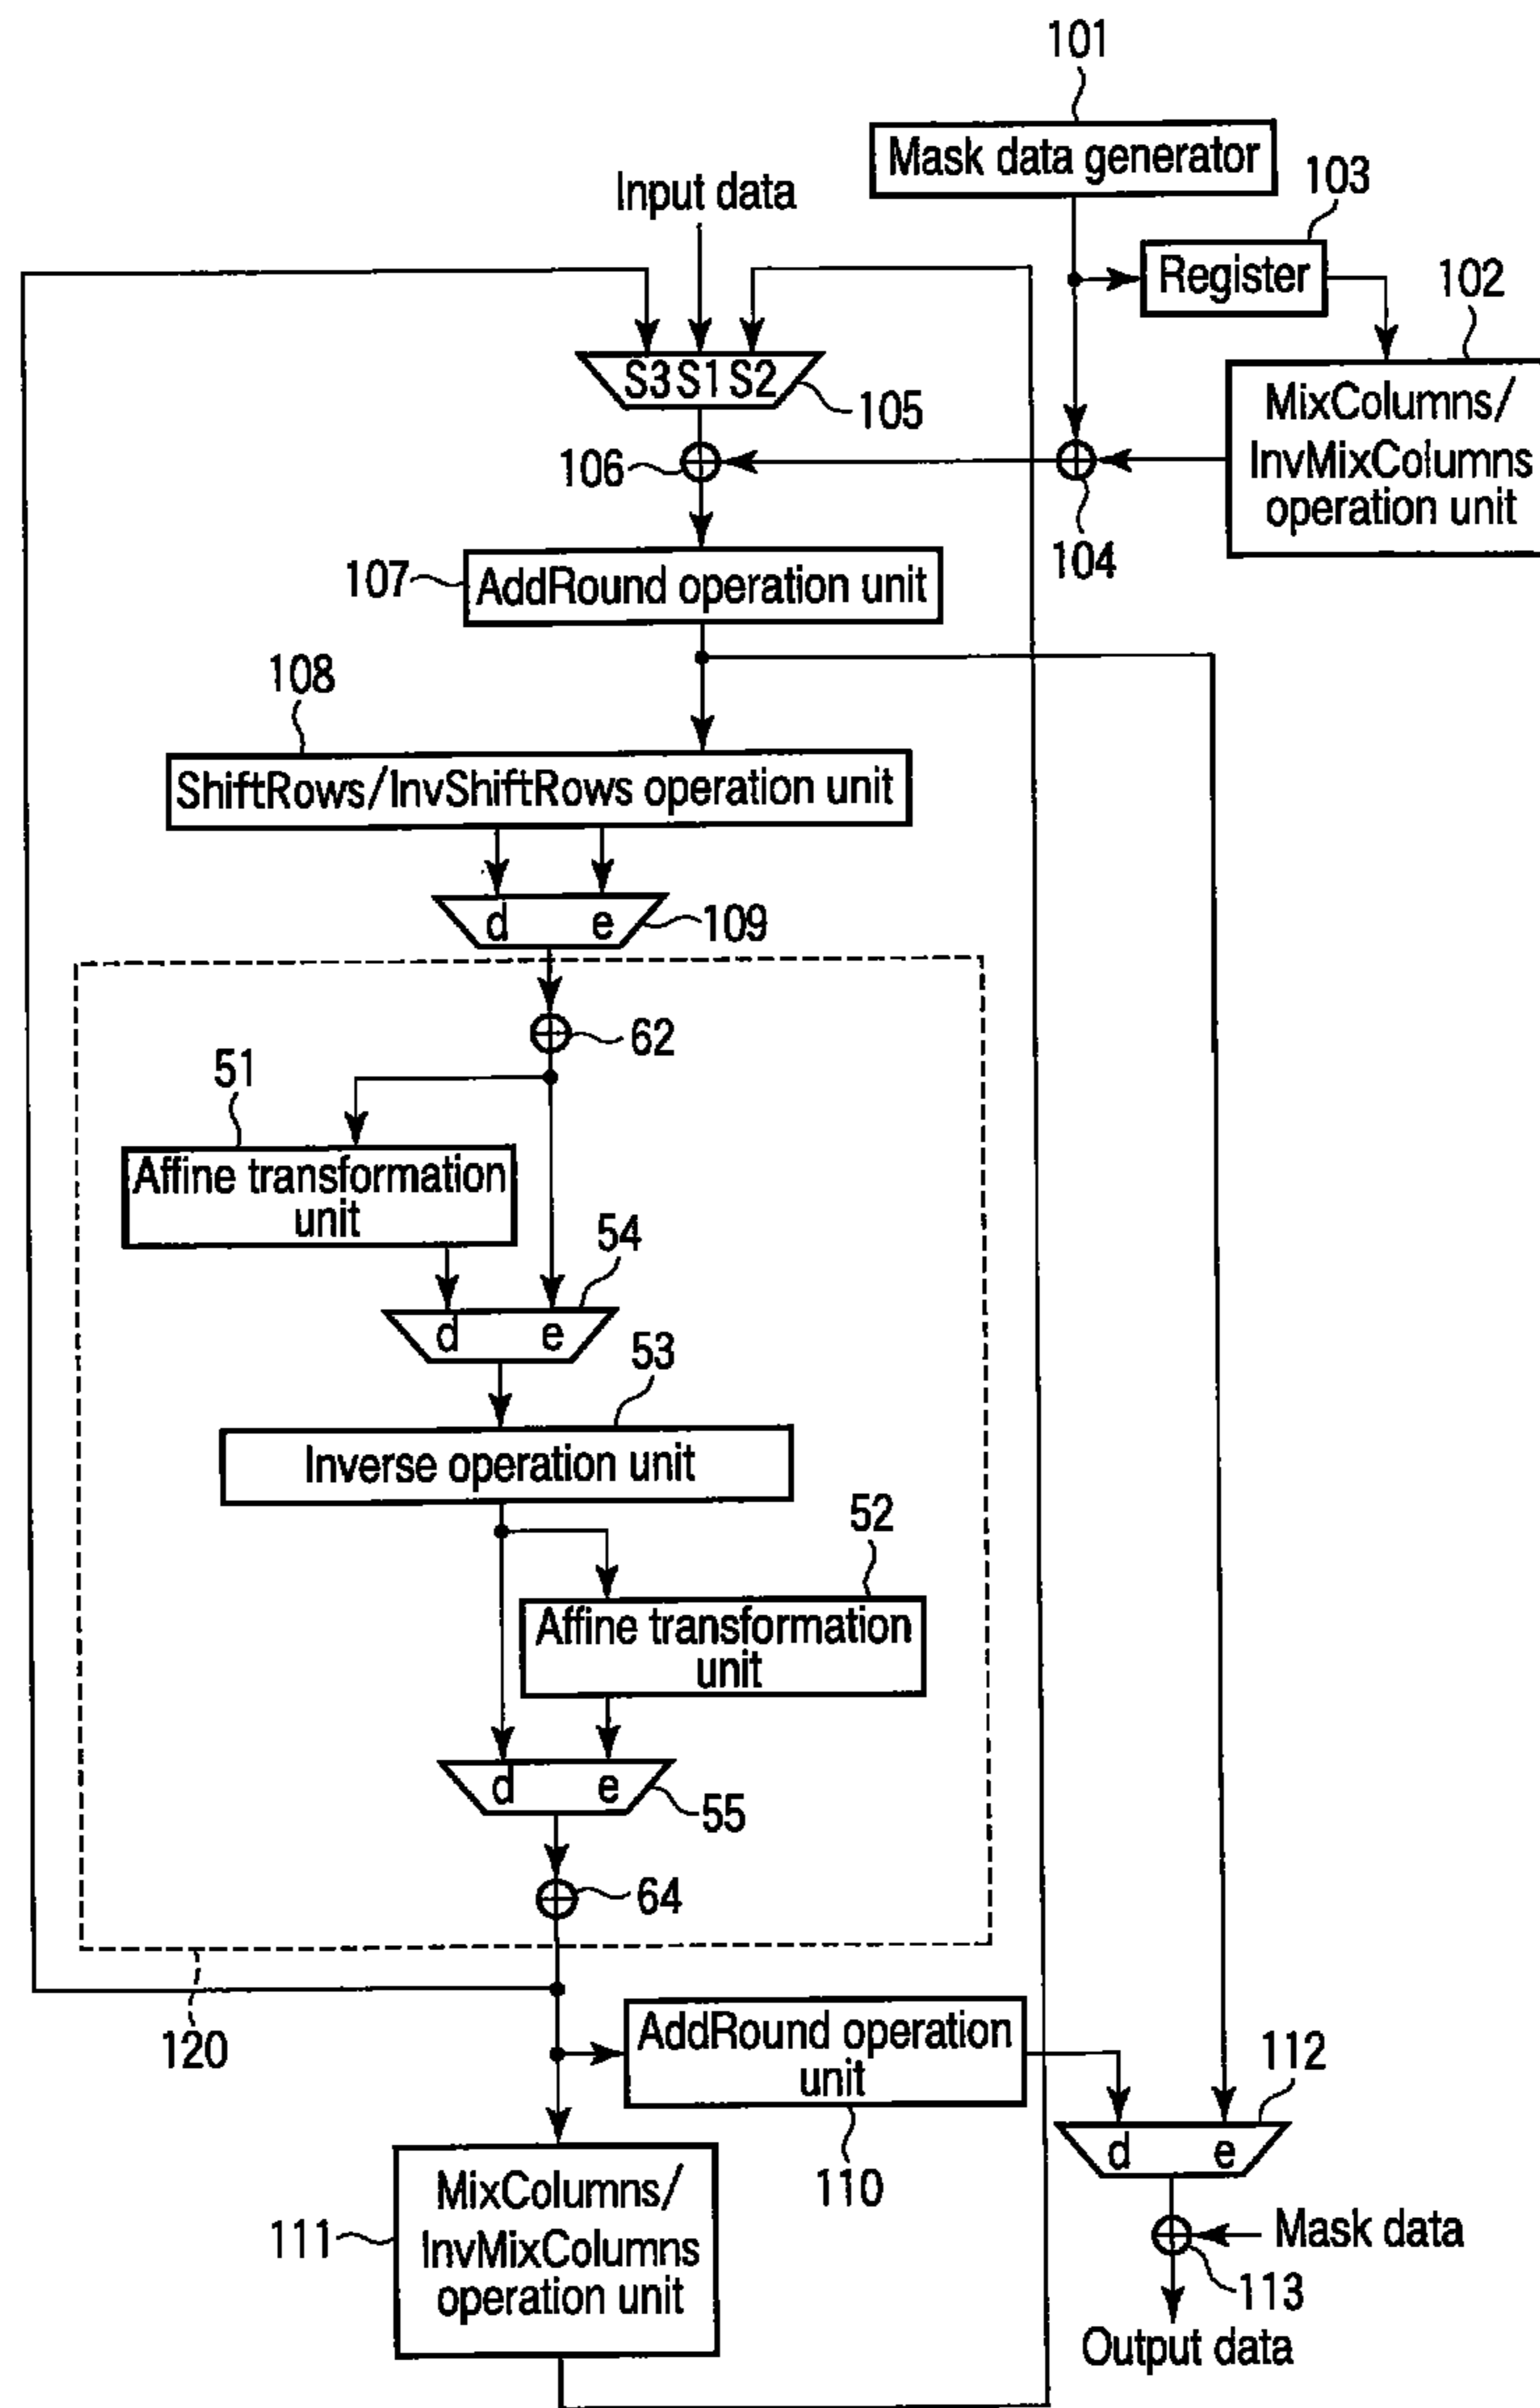 101
Mask data generator
Input data
103
Register
102
S3 S1 S2
105
MixColumns/
InvMixColumns
operation unit
106
104
107
AddRound operation unit
108
ShiftRows/InvShiftRows operation unit
d e
109
62
51
Affine transformation
unit
54
d e
53
Inverse operation unit
52
Affine transformation
unit
d e
55
64
120
AddRound operation
unit
112
110
d e
MixColumns/
InvMixColumns
operation unit
111
Mask data
113
Output data